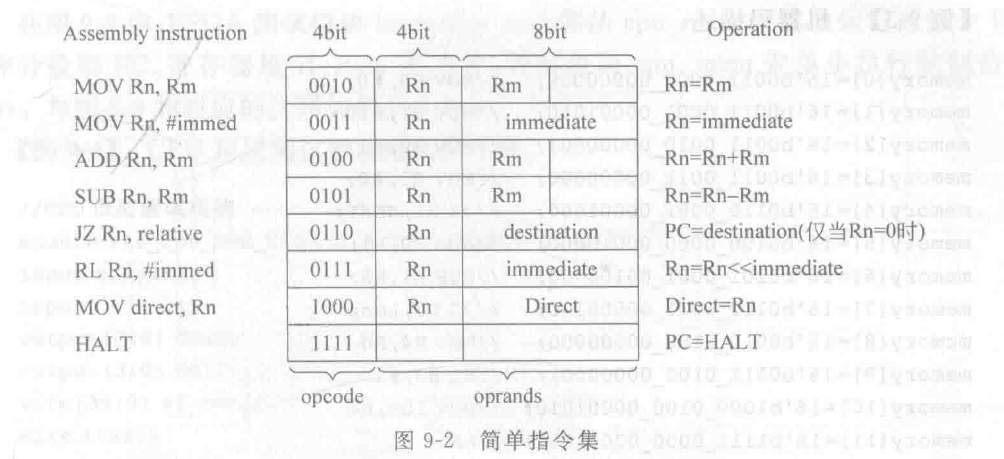 Assembly instruction 4bit 4bit 8bit Operation
MOV Rn, Rm 0010 Rn Rm Rn=Rm
MOV Rn, #immed 0011 Rn immediate Rn=immediate
ADD Rn, Rm 0100 Rn Rm Rn=Rn+Rm
SUB Rn, Rm 0101 Rn Rm Rn=Rn-Rm
JZ Rn, relative 0110 Rn destination PC=destination(仅当Rn=0时)
RL Rn, #immed 0111 Rn immediate Rn=Rn<<immediate
MOV direct, Rn 1000 Rn Direct Direct=Rn
HALT 1111 PC=HALT
opcode oprands
图 9-2 简单指令集